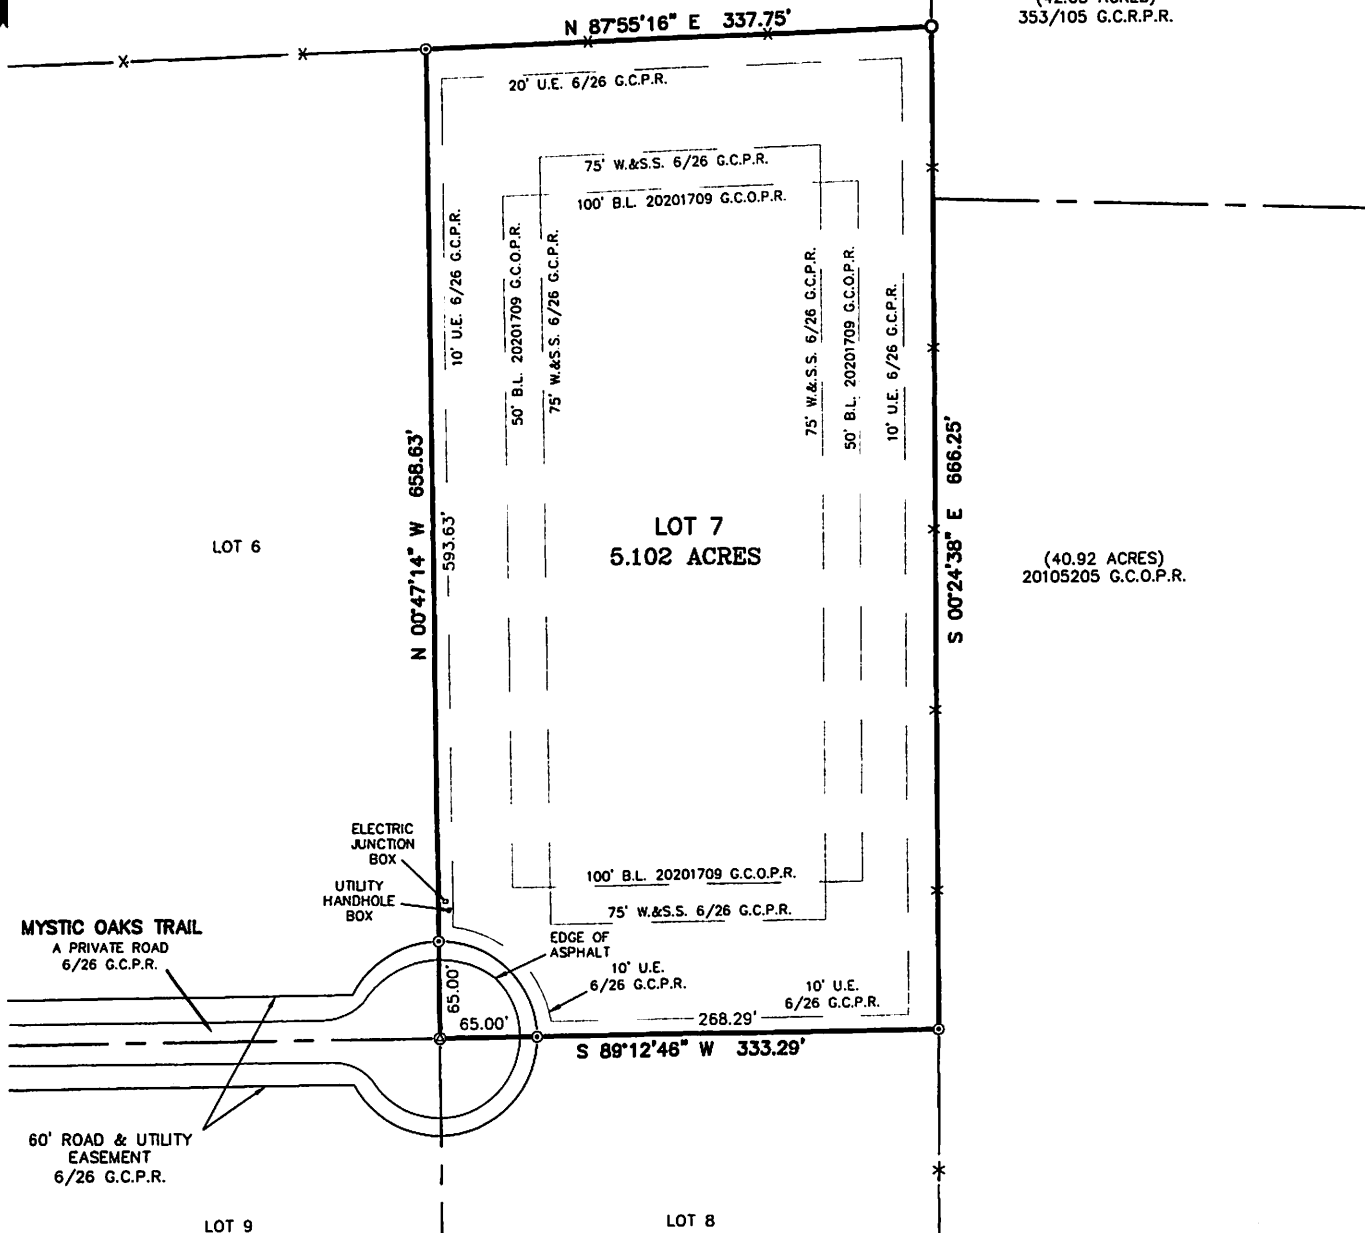 353/105 G.C.R.P.R.
N 87°55'16" E 337.75'
20' U.E. 6/26 G.C.P.R.
75' W.&S.S. 6/26 G.C.P.R.
100' B.L. 20201709 G.C.O.P.R.
10' U.E. 6/26 G.C.P.R.
50' B.L. 20201709 G.C.O.P.R.
75' W.&S.S. 6/26 G.C.P.R.
75' W.&.S.S. 6/26 G.C.P.R.
50' B.L. 20201709 G.C.O.P.R.
10' U.E. 6/26 G.C.P.R.
N 00°47'14" W 658.63'
593.63'
S 00°24'38" E 666.25'
LOT 7
5.102 ACRES
LOT 6
(40.92 ACRES)
20105205 G.C.O.P.R.
ELECTRIC
JUNCTION
BOX
UTILITY
HANDHOLE
BOX
100' B.L. 20201709 G.C.O.P.R.
75' W.&S.S. 6/26 G.C.P.R.
MYSTIC OAKS TRAIL
A PRIVATE ROAD
6/26 G.C.P.R.
EDGE OF
ASPHALT
10' U.E.
6/26 G.C.P.R.
10' U.E.
6/26 G.C.P.R.
65.00'
65.00'
268.29'
S 89°12'46" W 333.29'
60' ROAD & UTILITY
EASEMENT
6/26 G.C.P.R.
LOT 9
LOT 8